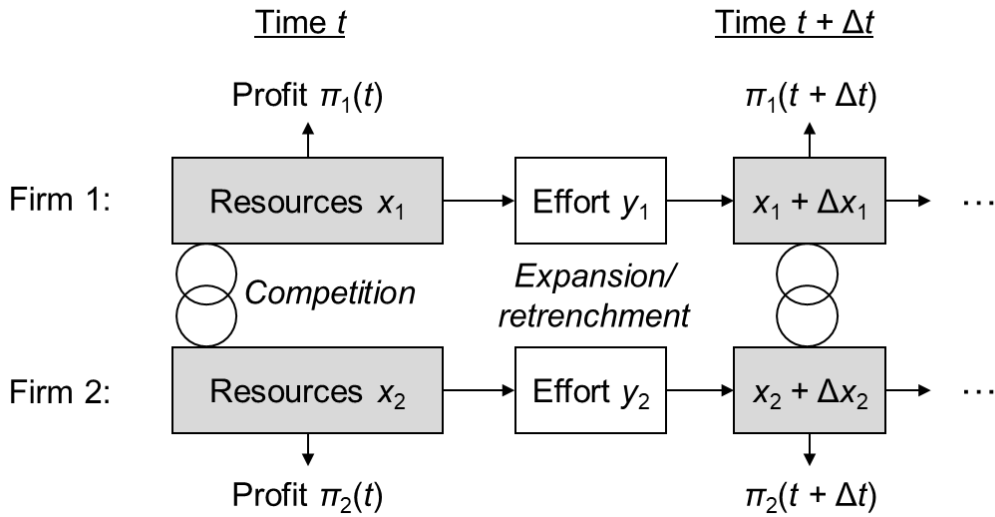 Time t
Time t + Δt
Profit π₁(t)
π₁(t + Δt)
Firm 1:
Resources x₁
Effort y₁
x₁ + Δx₁
...
Competition
Expansion/
retrenchment
Firm 2:
Resources x₂
Effort y₂
x₂ + Δx₂
...
Profit π₂(t)
π₂(t + Δt)